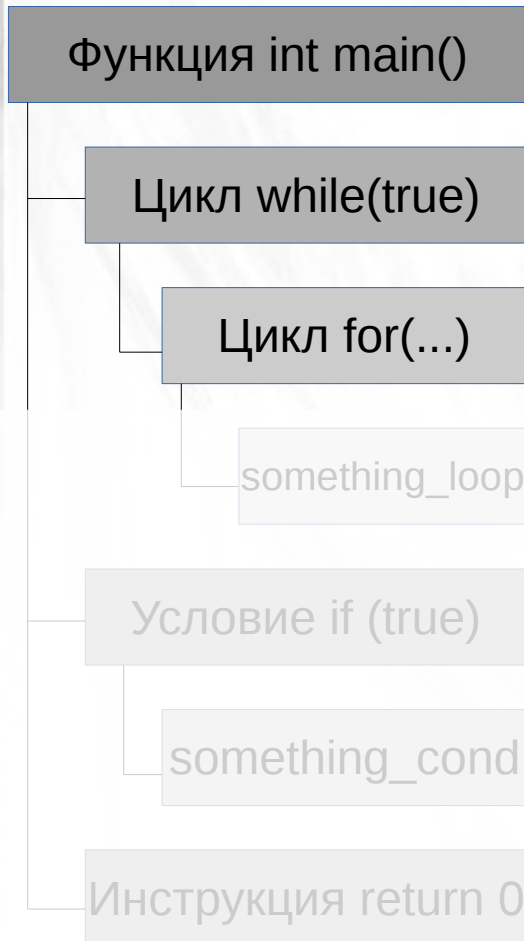 Функция int main()
Цикл while(true)
Цикл for(...)
something_loop
Условие if (true)
something_cond
Инструкция return 0